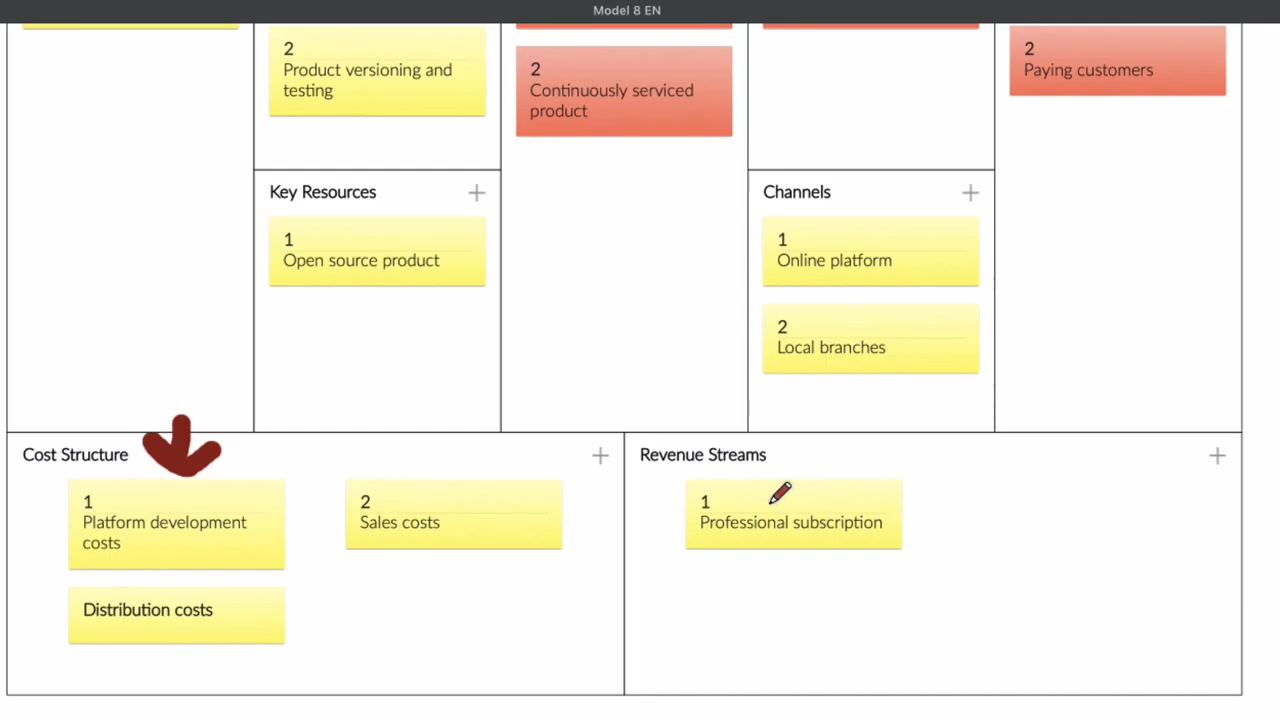 Model 8 EN
2
Product versioning and
testing
2
Continuously serviced
product
2
Paying customers
Key Resources
1
Open source product
Channels
1
Online platform
2
Local branches
Cost Structure
1
Platform development
costs
2
Sales costs
Distribution costs
Revenue Streams
1
Professional subscription